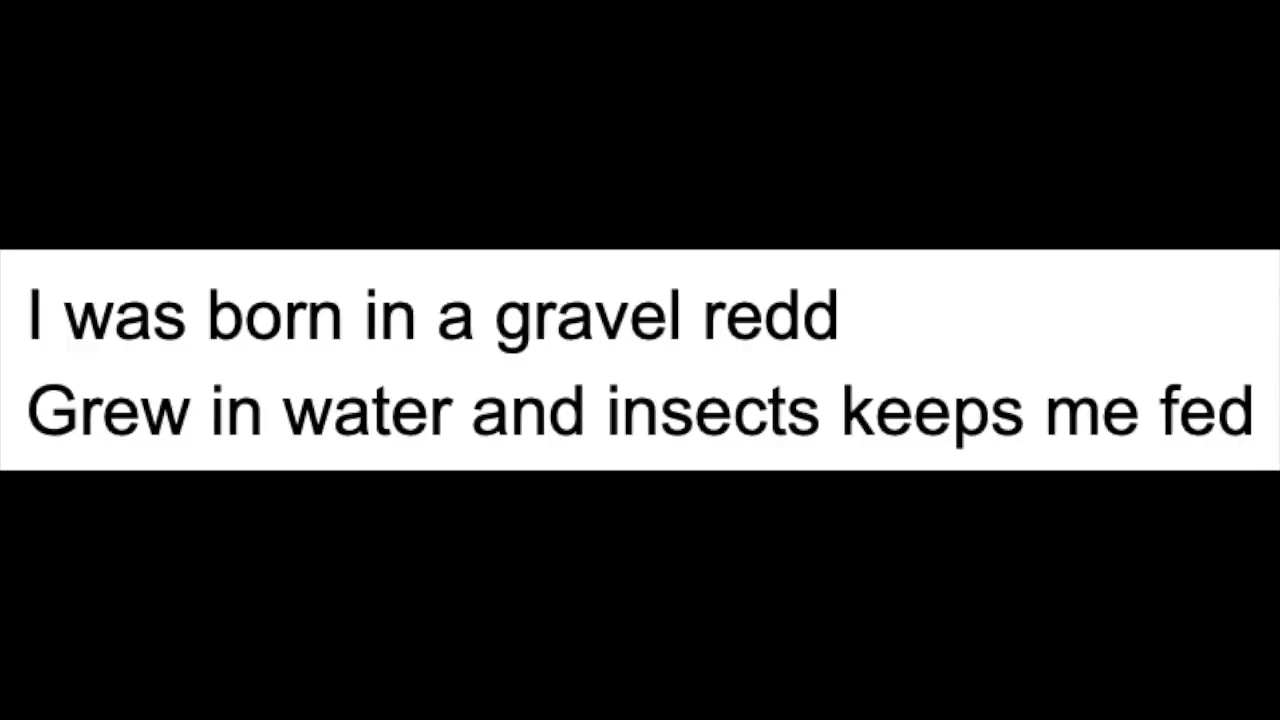 I was born in a gravel redd
Grew in water and insects keeps me fed